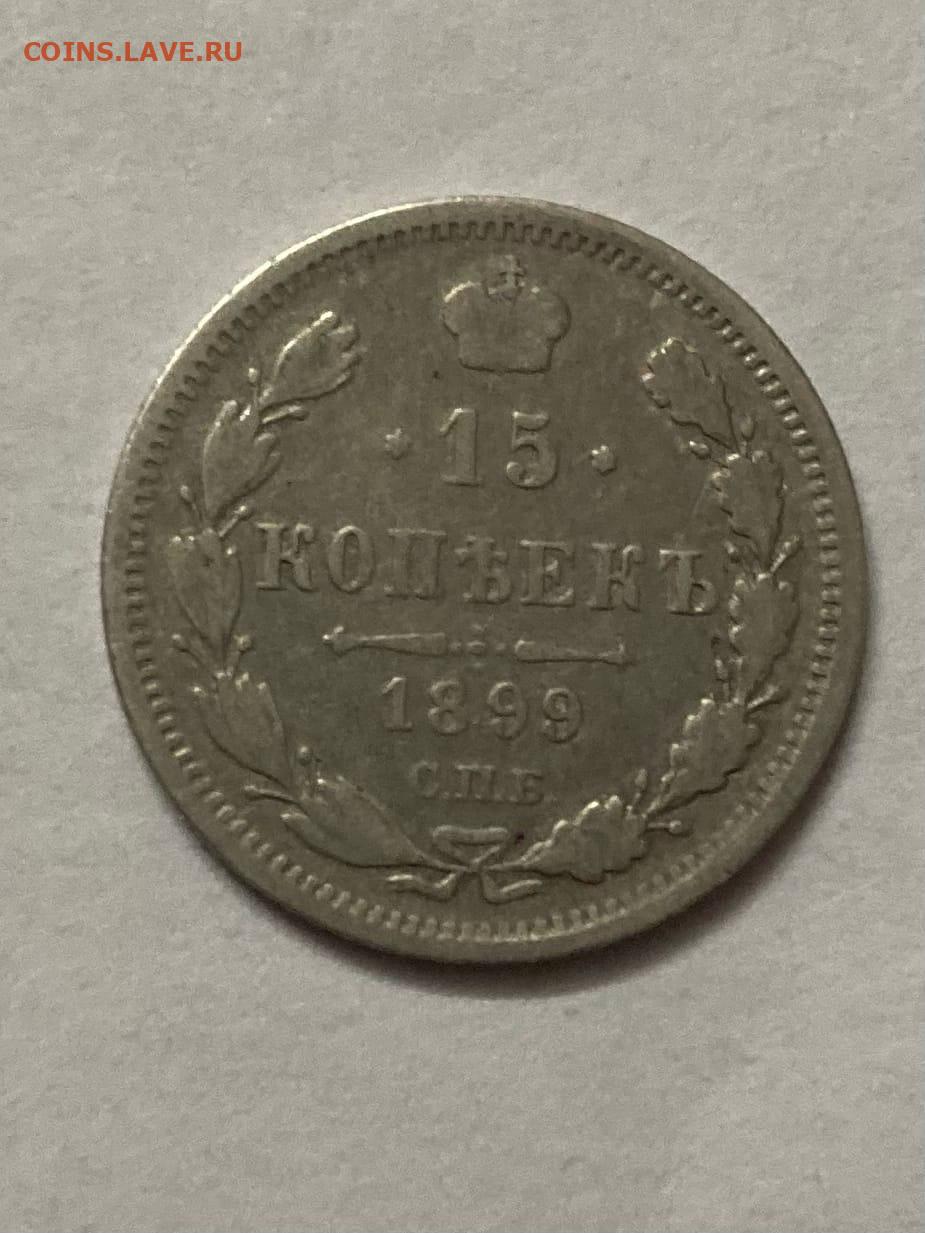 COINS.LAVE.RU
· 15 ·
КОПѢЕКЪ
1899
С.П.Б.